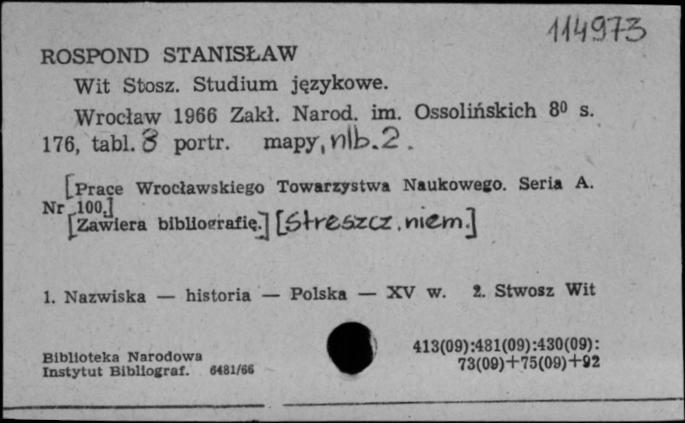 114973
ROSPOND STANISŁAW
Wit Stosz. Studium językowe.
Wrocław 1966 Zakł. Narod. im. Ossolińskich 8⁰ s.
176, tabl. 8 portr. mapy, nlb. 2.
[Prace Wrocławskiego Towarzystwa Naukowego. Seria A.
Nr 100.]
[Zawiera bibliografię.] [Streszcz. niem.]
1. Nazwiska — historia — Polska — XV w. 2. Stwosz Wit
413(09):481(09):430(09):
Biblioteka Narodowa
73(09)+75(09)+92
Instytut Bibliograf. 6481/66